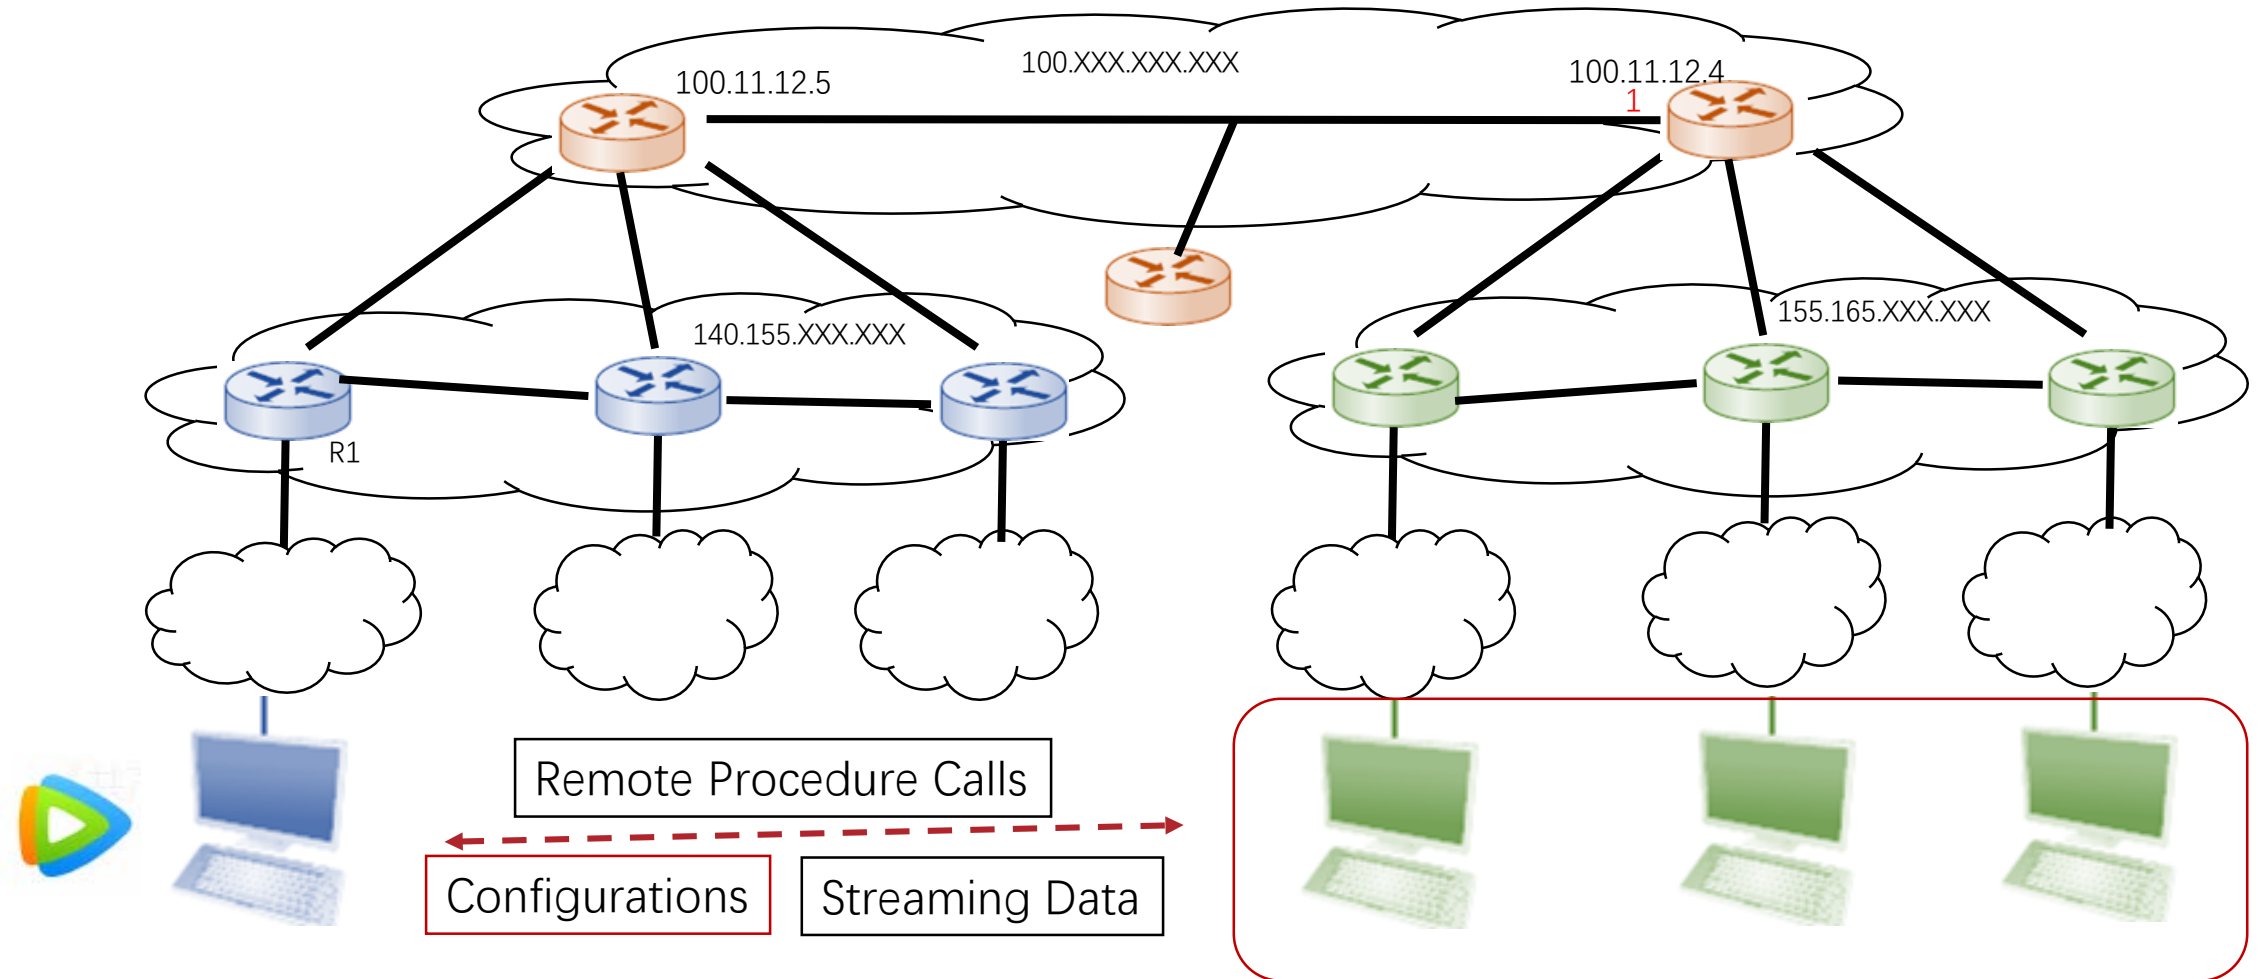 100.XXX.XXX.XXX
100.11.12.5
100.11.12.4
1
140.155.XXX.XXX
155.165.XXX.XXX
R1
Remote Procedure Calls
Configurations
Streaming Data